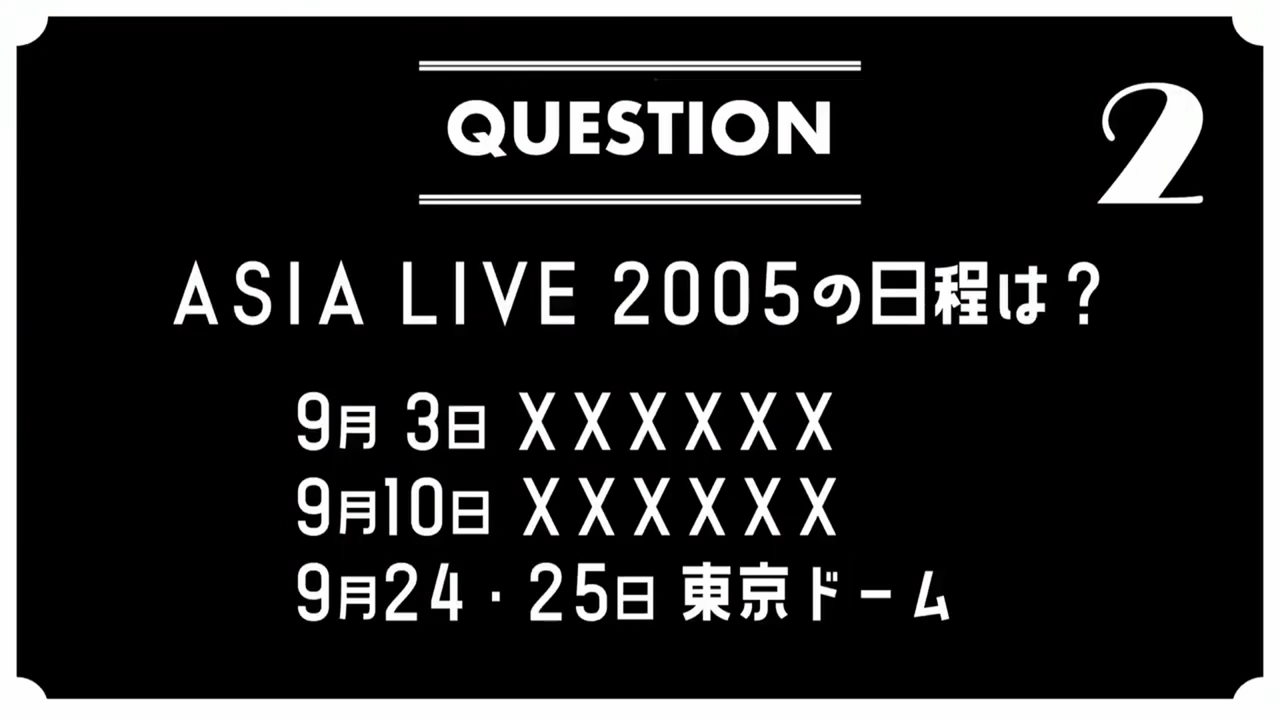 QUESTION
2
ASIA LIVE 2005の日程は?
9月 3日 XXXXXX
9月10日 XXXXXX
9月24・25日 東京ドーム